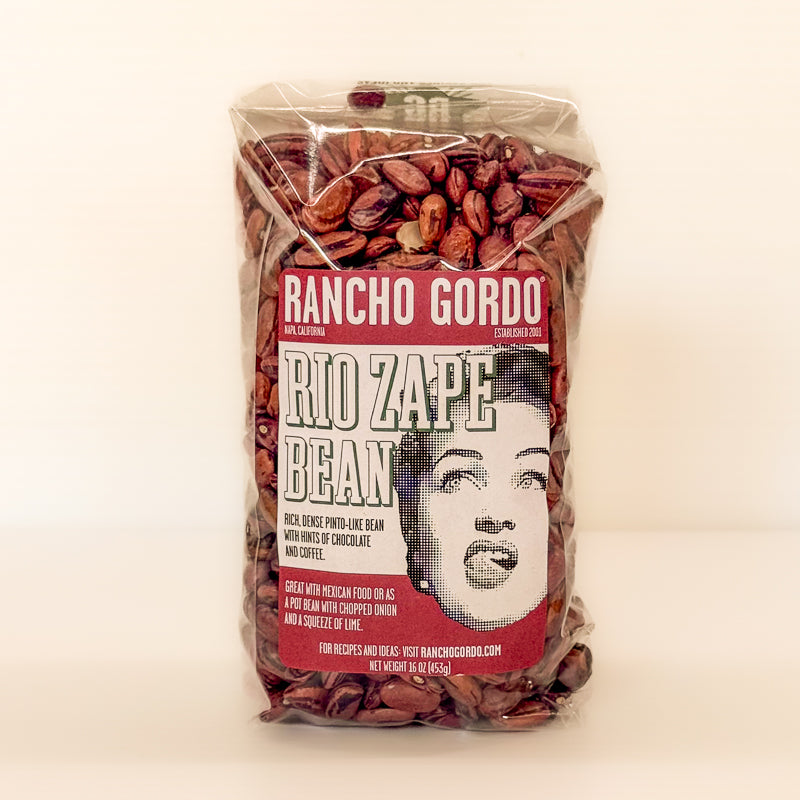 RG
RANCHO GORDO®
NAPA, CALIFORNIA ESTABLISHED 2001
RIO ZAPE
BEAN
RICH, DENSE PINTO-LIKE BEAN
WITH HINTS OF CHOCOLATE
AND COFFEE.
GREAT WITH MEXICAN FOOD OR AS
A POT BEAN WITH CHOPPED ONION
AND A SQUEEZE OF LIME.
FOR RECIPES AND IDEAS: VISIT RANCHOGORDO.COM
NET WEIGHT 16 OZ (453g)